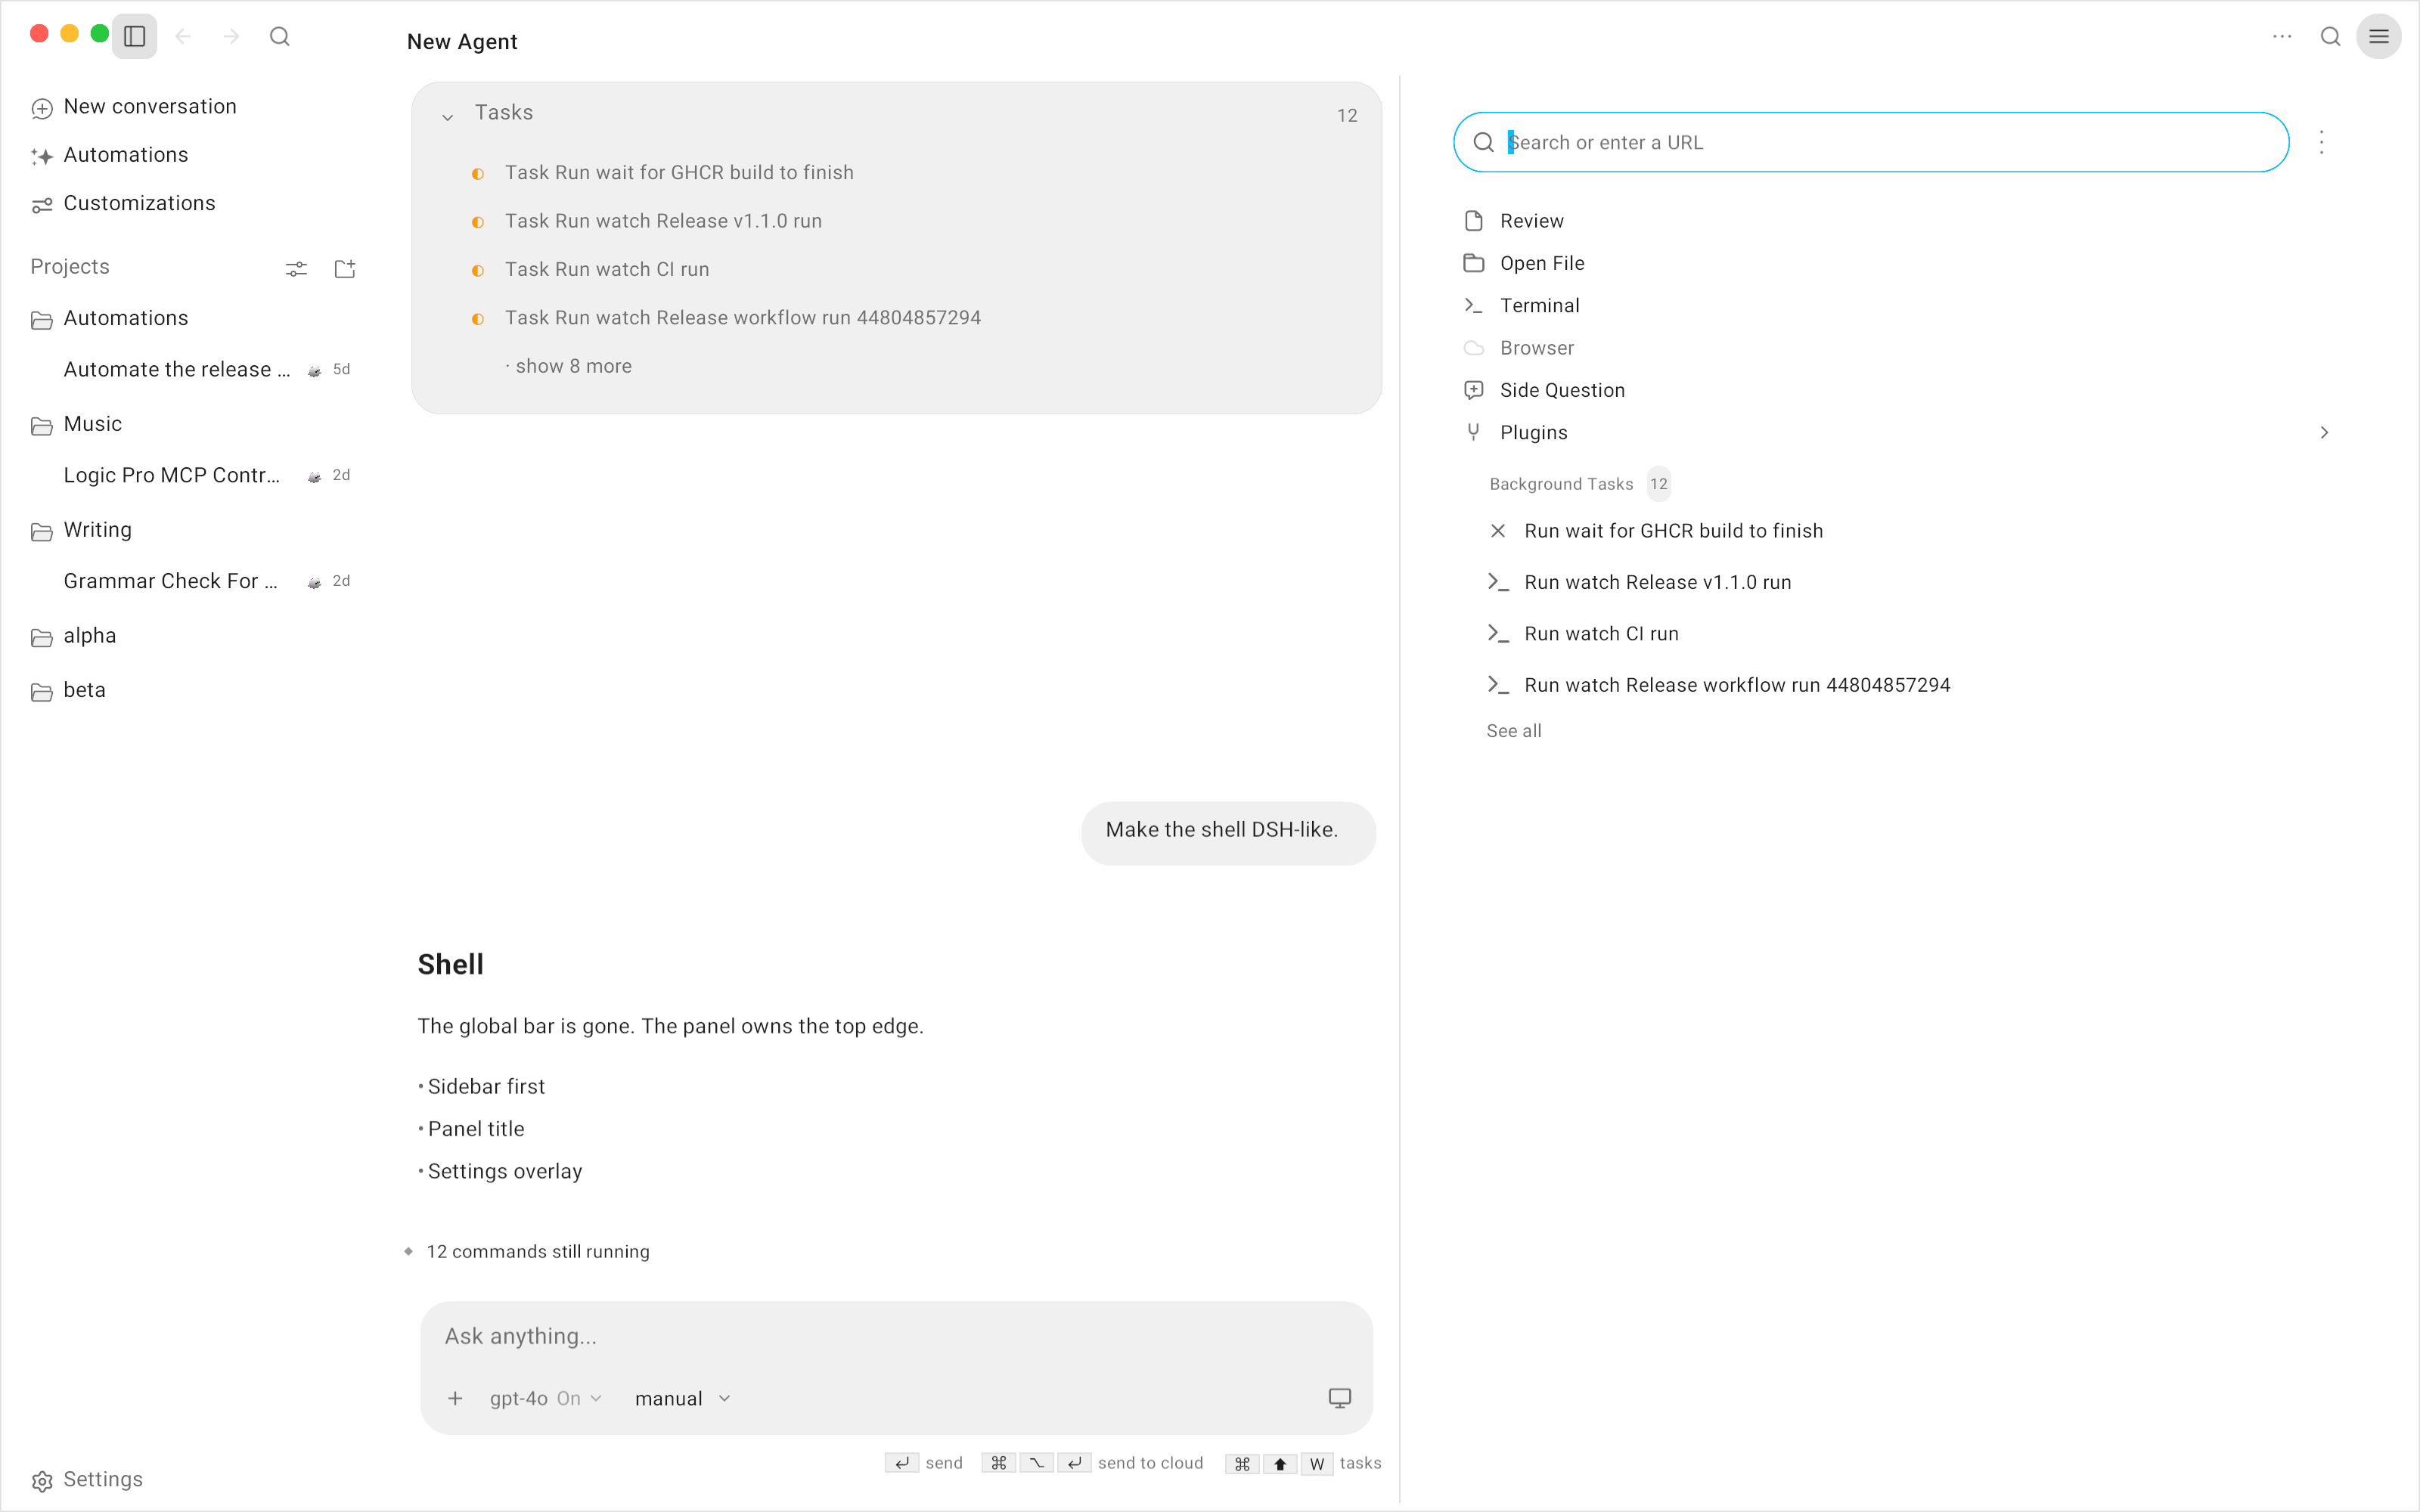 New Agent
New conversation
Automations
Customizations
Projects
Automations
Automate the release ... 5d
Music
Logic Pro MCP Contr... 2d
Writing
Grammar Check For ... 2d
alpha
beta
Settings
Tasks 12
Task Run wait for GHCR build to finish
Task Run watch Release v1.1.0 run
Task Run watch CI run
Task Run watch Release workflow run 44804857294
· show 8 more
Make the shell DSH-like.
Shell
The global bar is gone. The panel owns the top edge.
• Sidebar first
• Panel title
• Settings overlay
12 commands still running
Ask anything...
gpt-4o On manual
send ⌘ ⌥ send to cloud ⌘ W tasks
Search or enter a URL
Review
Open File
Terminal
Browser
Side Question
Plugins
Background Tasks 12
Run wait for GHCR build to finish
Run watch Release v1.1.0 run
Run watch CI run
Run watch Release workflow run 44804857294
See all